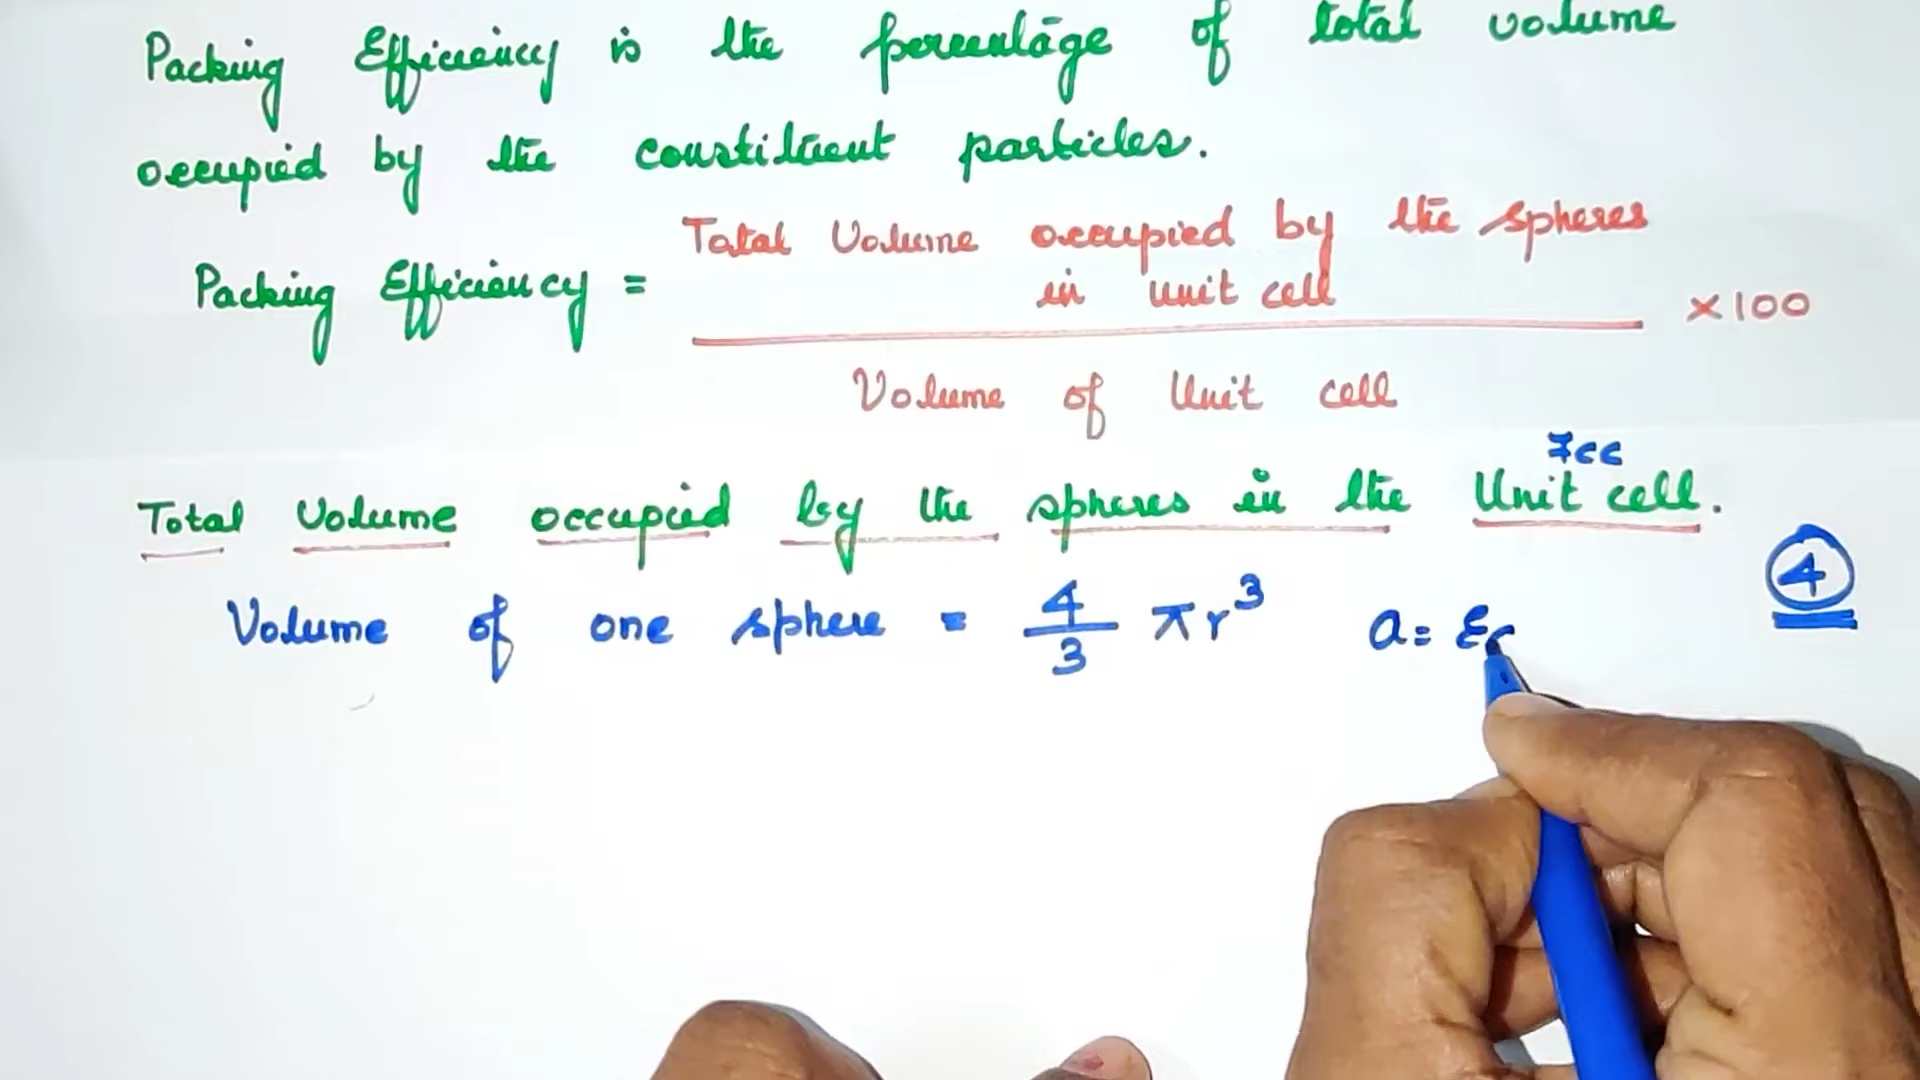 Packing Efficiency is the percentage of total volume
occupied by the constituent particles.
Packing Efficiency = Total Volume occupied by the spheres
in unit cell
×100
Volume of Unit cell
Fcc
Total Volume occupied by the spheres in the Unit cell.
4
Volume of one sphere = 4/3 πr³ a =